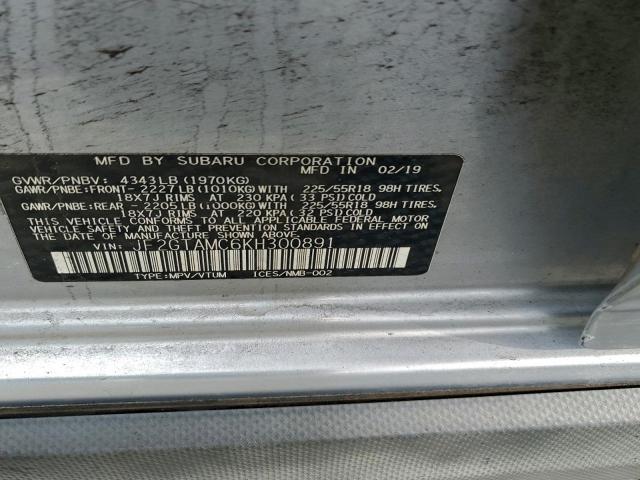 MFD BY SUBARU CORPORATION
GVWR/PNBV: 4343LB(1970KG) MFD IN 02/19
GAWR/PNBE:FRONT- 2227LB(1010KG)WITH 225/55R18 98H TIRES,
18X7J RIMS AT 230 KPA(33 PSI)COLD
GAWR/PNBE:REAR - 2205LB(1000KG)WITH 225/55R18 98H TIRES,
18X7J RIMS AT 220 KPA(32 PSI)COLD
THIS VEHICLE CONFORMS TO ALL APPLICABLE FEDERAL MOTOR
VEHICLE SAFETY AND THEFT PREVENTION STANDARDS IN EFFECT ON
THE DATE OF MANUFACTURE SHOWN ABOVE.
VIN: JF2GTAMC6KH300891
TYPE:MPV/VTUM ICES/NMB-002